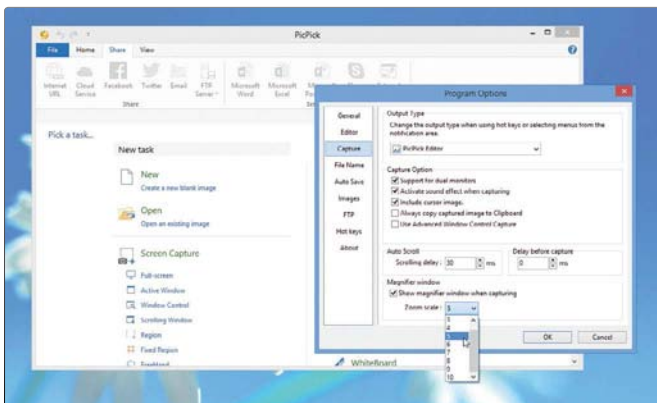 PicPick
File Home Share View
Internet URL
Cloud Service
Facebook
Twitter
Email
FTP Server
Microsoft Word
Microsoft Excel
Share
Pick a task...
New task
New
Create a new blank image
Open
Open an existing image
Screen Capture
Full-screen
Active Window
Window Control
Scrolling Window
Region
Fixed Region
FreeHand
WhiteBoard
Program Options
General
Editor
Capture
File Name
Auto Save
Images
FTP
Hot keys
About
Output Type
Change the output type when using hot keys or selecting menus from the
notification area.
PicPick Editor
Capture Option
Support for dual monitors
Activate sound effect when capturing
Include cursor image.
Always copy captured image to Clipboard
Use Advanced Window Control Capture
Auto Scroll
Scrolling delay: 30 ms
Delay before capture
0 ms
Magnifier window
Show magnifier window when capturing
Zoom scale: 5
3
4
5
6
7
8
9
10
OK Cancel